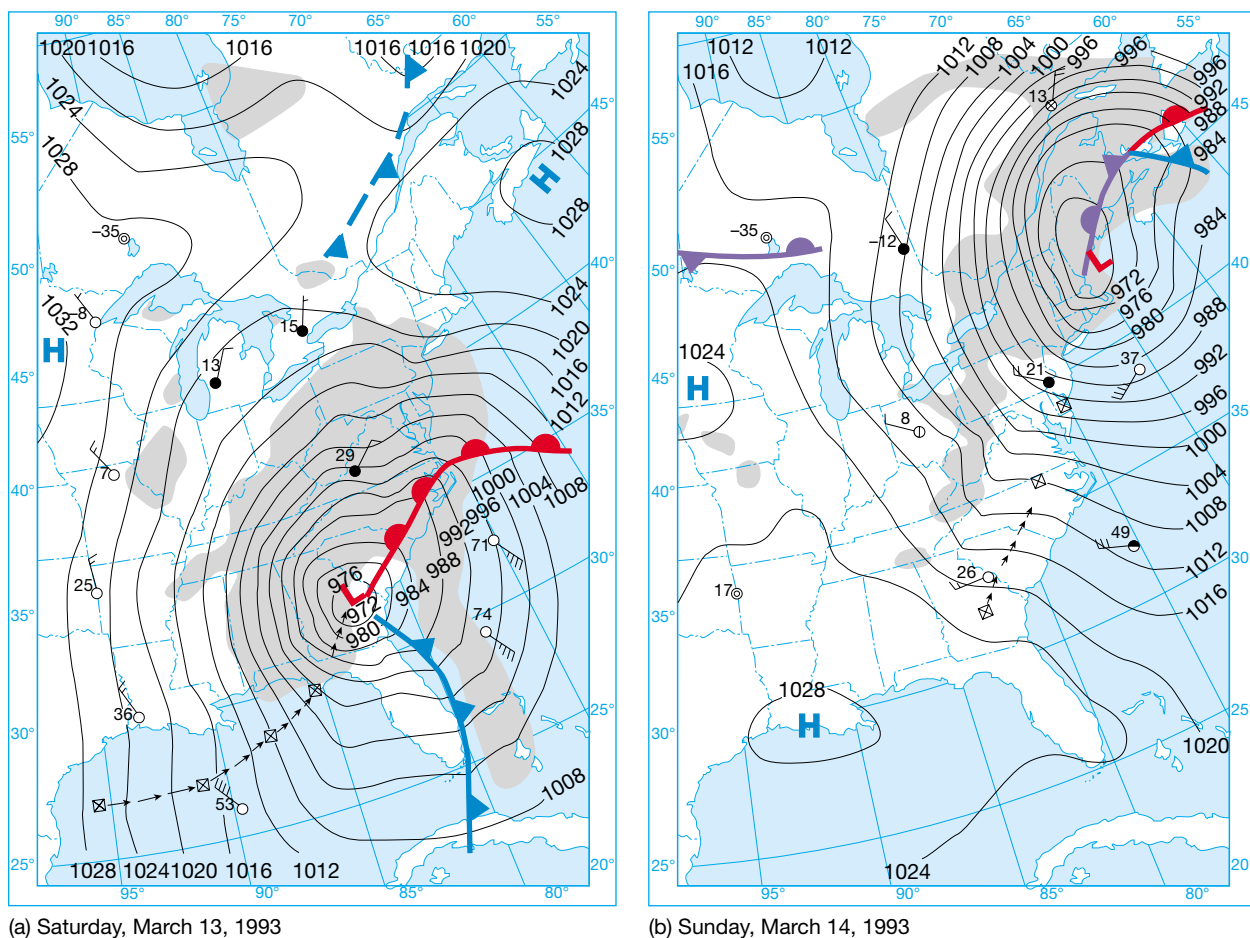 90° 85° 80° 75° 70° 65° 60° 55°
1020 1016 1016 1016 1016 1020
1024 1024
45°
55°
1028 1028
H
1028
–35
50° 40°
1024
1032 –8
15 1020
H
13 1016
45° 1012 35°
29
7 1000 1004 1008
40° 996
992
71 30°
988
25 976 984
972
35° 74
980
36 25°
30°
53 1008
25° 1028 1024 1020 1016 1012 20°
95° 90° 85° 80°
(a) Saturday, March 13, 1993
90° 85° 80° 75° 70° 65° 60° 55°
1012 1012 1012 1008 1004 1000 996 996
1016 996
13 992 45°
988
55° 984
–35 –12 984
50° L 40°
972
976 988
980
1024 992
H 21 37
45° 996 35°
8 1000
1004
40° 1008
49
1012 30°
26
17 1016
35°
1028
H 25°
30° 1020
1024
25° 20°
95° 90° 85° 80°
(b) Sunday, March 14, 1993